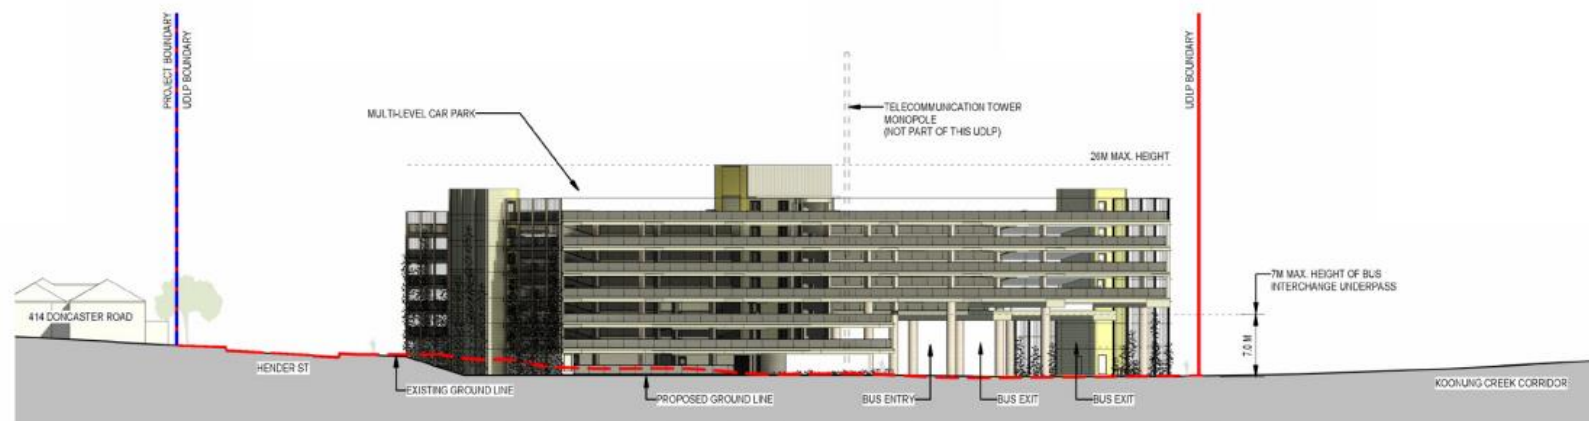 PROJECT BOUNDARY
UDLP BOUNDARY
MULTI-LEVEL CAR PARK
TELECOMMUNICATION TOWER
MONOPOLE
(NOT PART OF THIS UDLP)
26M MAX. HEIGHT
UDLP BOUNDARY
7M MAX. HEIGHT OF BUS
INTERCHANGE UNDERPASS
7.0 M
414 DONCASTER ROAD
HENDER ST
EXISTING GROUND LINE
PROPOSED GROUND LINE
BUS ENTRY
BUS EXIT
BUS EXIT
KOONUNG CREEK CORRIDOR